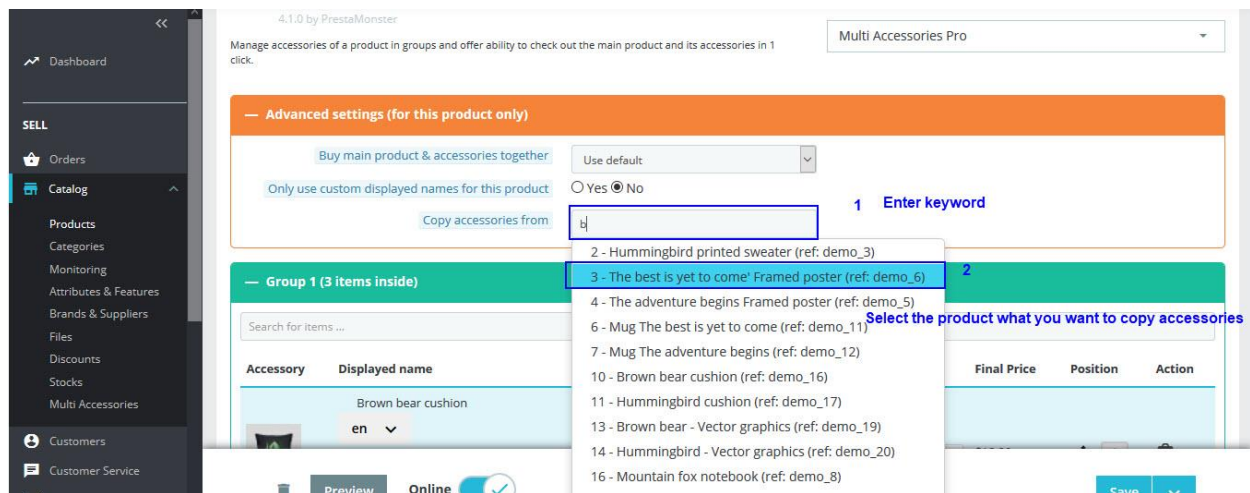 4.1.0 by PrestaMonster
Manage accessories of a product in groups and offer ability to check out the main product and its accessories in 1
click.
Multi Accessories Pro
Dashboard
SELL
Orders
Catalog
Products
Categories
Monitoring
Attributes & Features
Brands & Suppliers
Files
Discounts
Stocks
Multi Accessories
Customers
Customer Service
— Advanced settings (for this product only)
Buy main product & accessories together
Use default
Only use custom displayed names for this product
Yes No
Copy accessories from
b
1 Enter keyword
2 - Hummingbird printed sweater (ref: demo_3)
3 - The best is yet to come' Framed poster (ref: demo_6)
2
4 - The adventure begins Framed poster (ref: demo_5)
Select the product what you want to copy accessories
6 - Mug The best is yet to come (ref: demo_11)
7 - Mug The adventure begins (ref: demo_12)
10 - Brown bear cushion (ref: demo_16)
11 - Hummingbird cushion (ref: demo_17)
13 - Brown bear - Vector graphics (ref: demo_19)
14 - Hummingbird - Vector graphics (ref: demo_20)
16 - Mountain fox notebook (ref: demo_8)
— Group 1 (3 items inside)
Search for items ...
Accessory Displayed name Final Price Position Action
Brown bear cushion
en
Preview Online Save